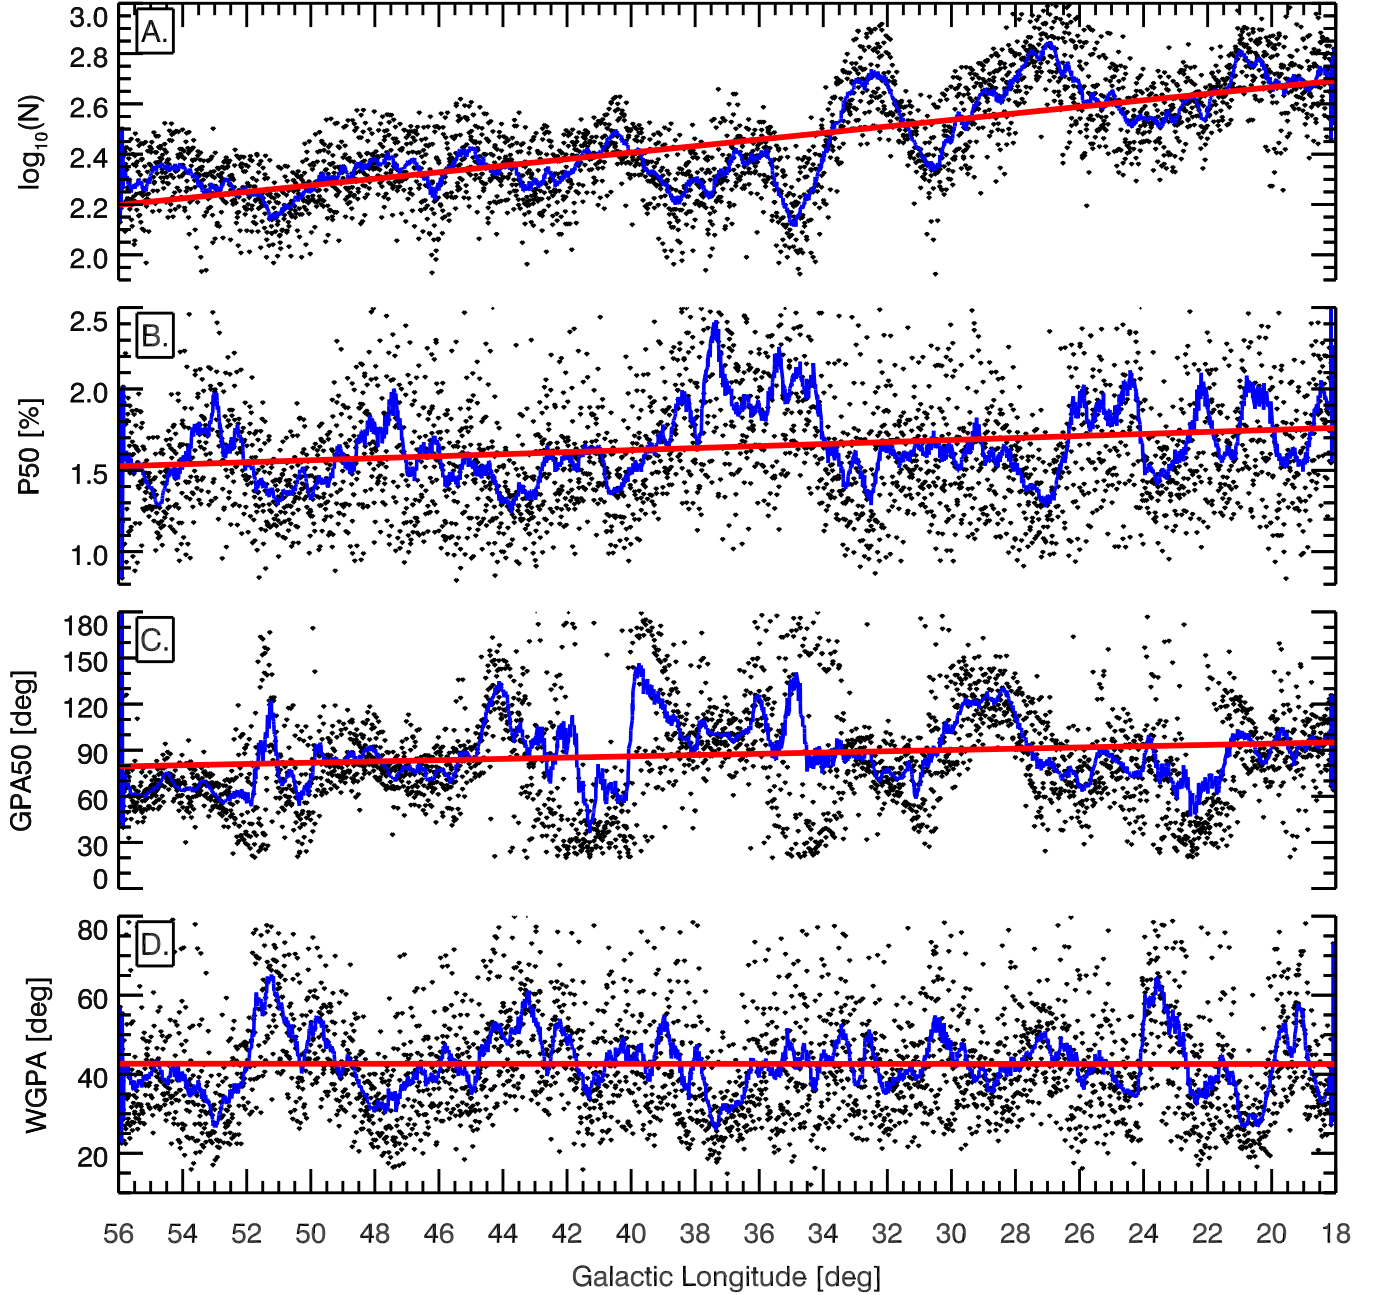 A.
3.0
2.8
2.6
2.4
2.2
2.0
log10(N)
B.
2.5
2.0
1.5
1.0
P50 [%]
C.
180
150
120
90
60
30
0
GPA50 [deg]
D.
80
60
40
20
WGPA [deg]
56 54 52 50 48 46 44 42 40 38 36 34 32 30 28 26 24 22 20 18
Galactic Longitude [deg]